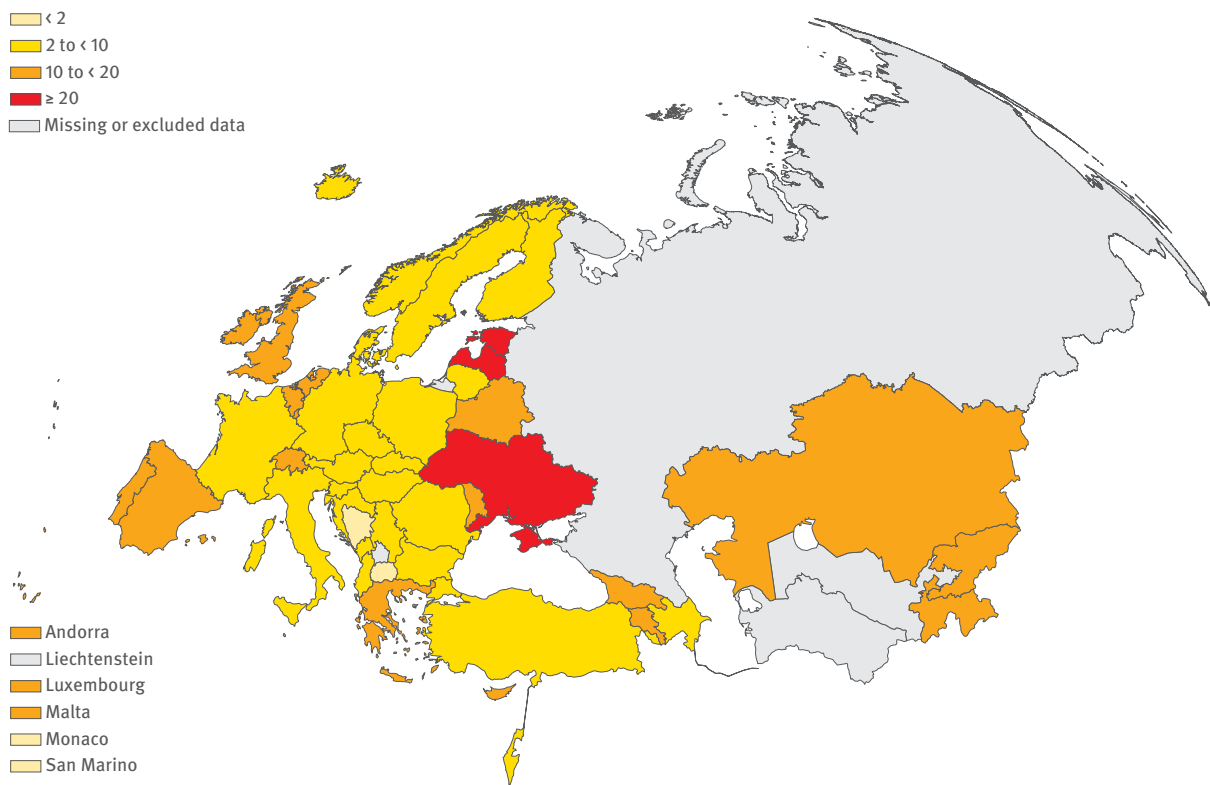 ‹ 2
2 to ‹ 10
10 to ‹ 20
≥ 20
Missing or excluded data
Andorra
Liechtenstein
Luxembourg
Malta
Monaco
San Marino